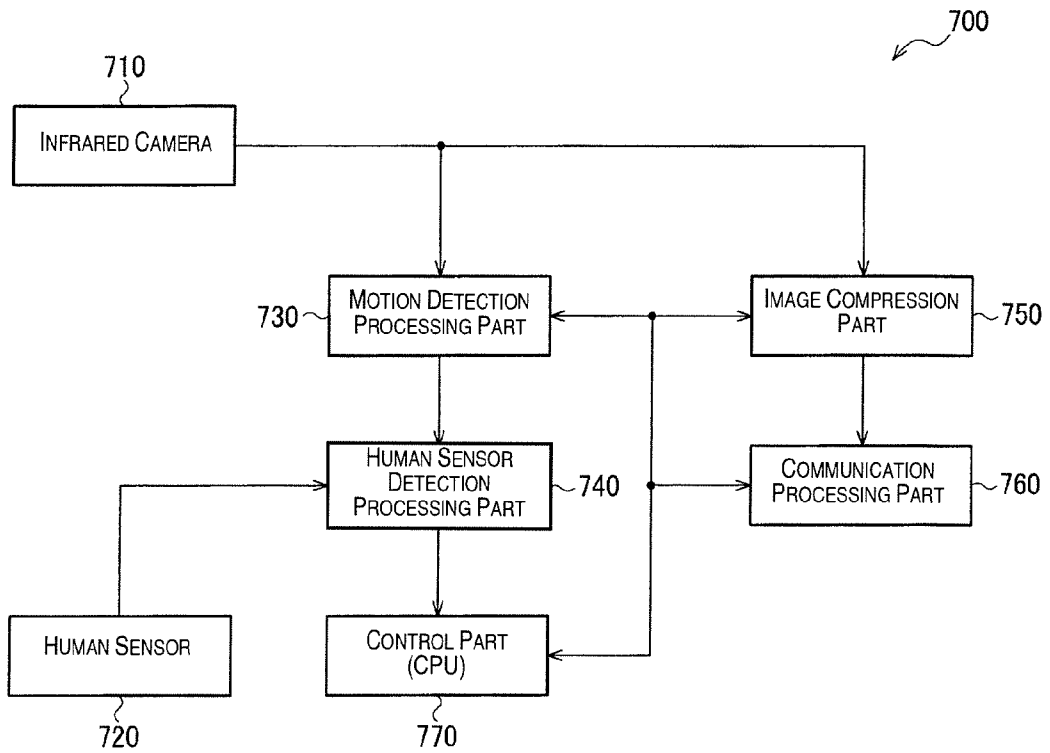 700
710
INFRARED CAMERA
730
MOTION DETECTION
PROCESSING PART
IMAGE COMPRESSION
PART
750
HUMAN SENSOR
DETECTION
PROCESSING PART
740
COMMUNICATION
PROCESSING PART
760
HUMAN SENSOR
720
CONTROL PART
(CPU)
770